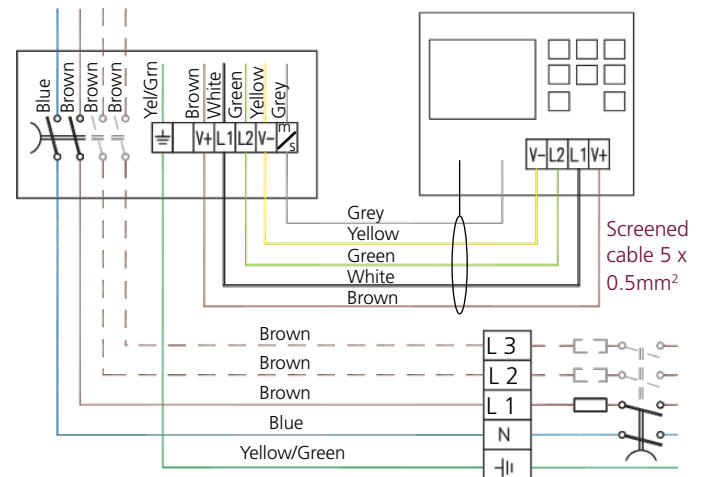 Blue
Brown
Brown
Brown
Yel/Grn
Brown
White
Green
Yellow
Grey
V+ L1 L2 V- m/s
V- L2 L1 V+
Grey
Yellow
Green
White
Brown
Screened
cable 5 x
0.5mm²
Brown
L 3
Brown
L 2
Brown
L 1
Blue
N
Yellow/Green